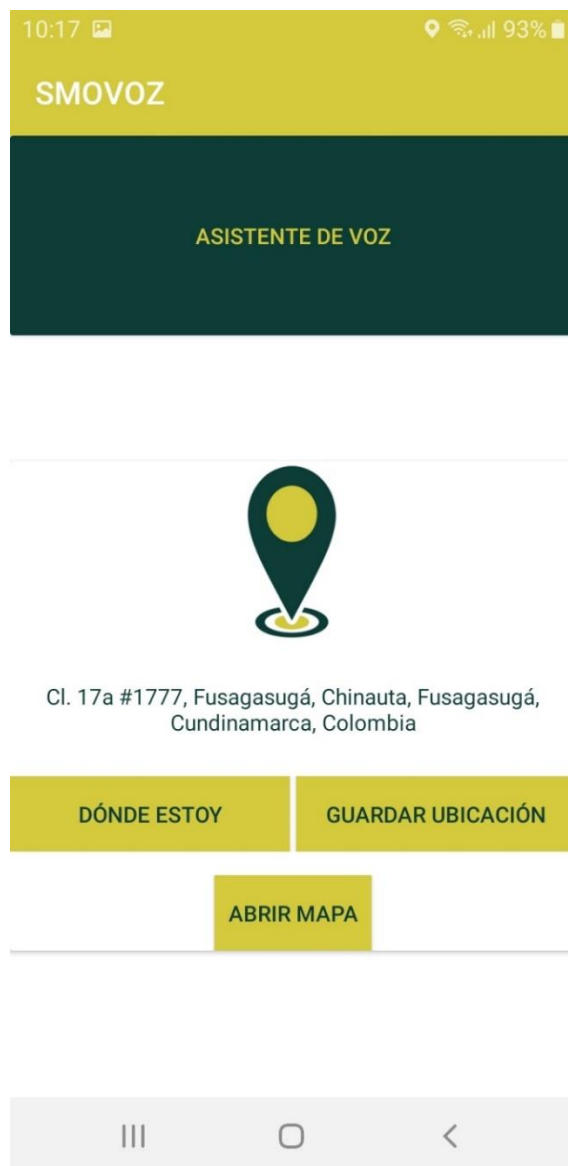 10:17 93%
SMOVOZ
ASISTENTE DE VOZ
Cl. 17a #1777, Fusagasugá, Chinauta, Fusagasugá,
Cundinamarca, Colombia
DÓNDE ESTOY GUARDAR UBICACIÓN
ABRIR MAPA